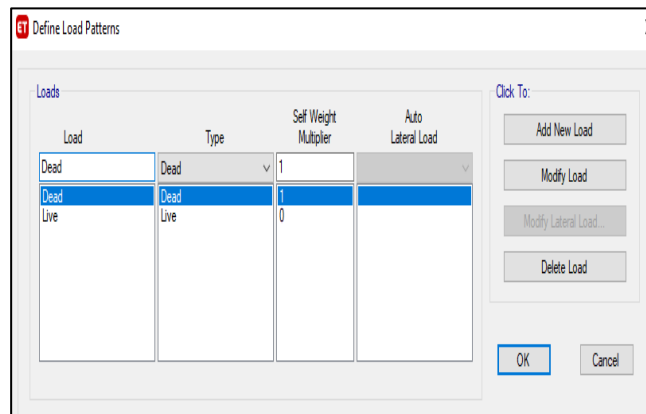 ET Define Load Patterns
Loads
Click To:
Load
Type
Self Weight
Multiplier
Auto
Lateral Load
Dead Dead 1
Dead Dead 1
Live Live 0
Add New Load
Modify Load
Modify Lateral Load...
Delete Load
OK Cancel